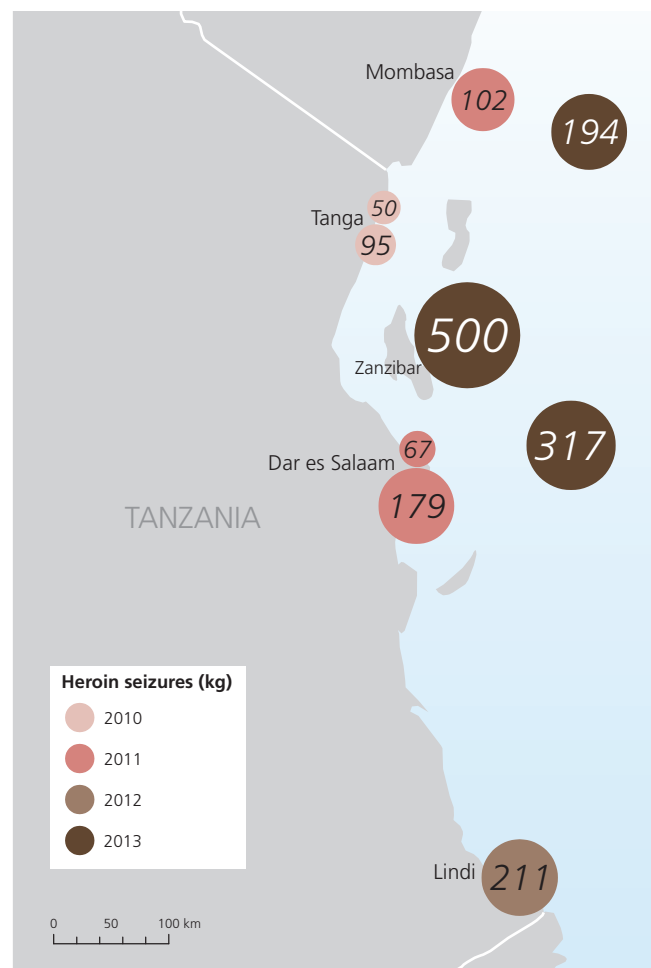 Mombasa
102
194
50
Tanga
95
500
Zanzibar
317
67
Dar es Salaam
179
TANZANIA
Heroin seizures (kg)
2010
2011
2012
2013
Lindi
211
0 50 100 km